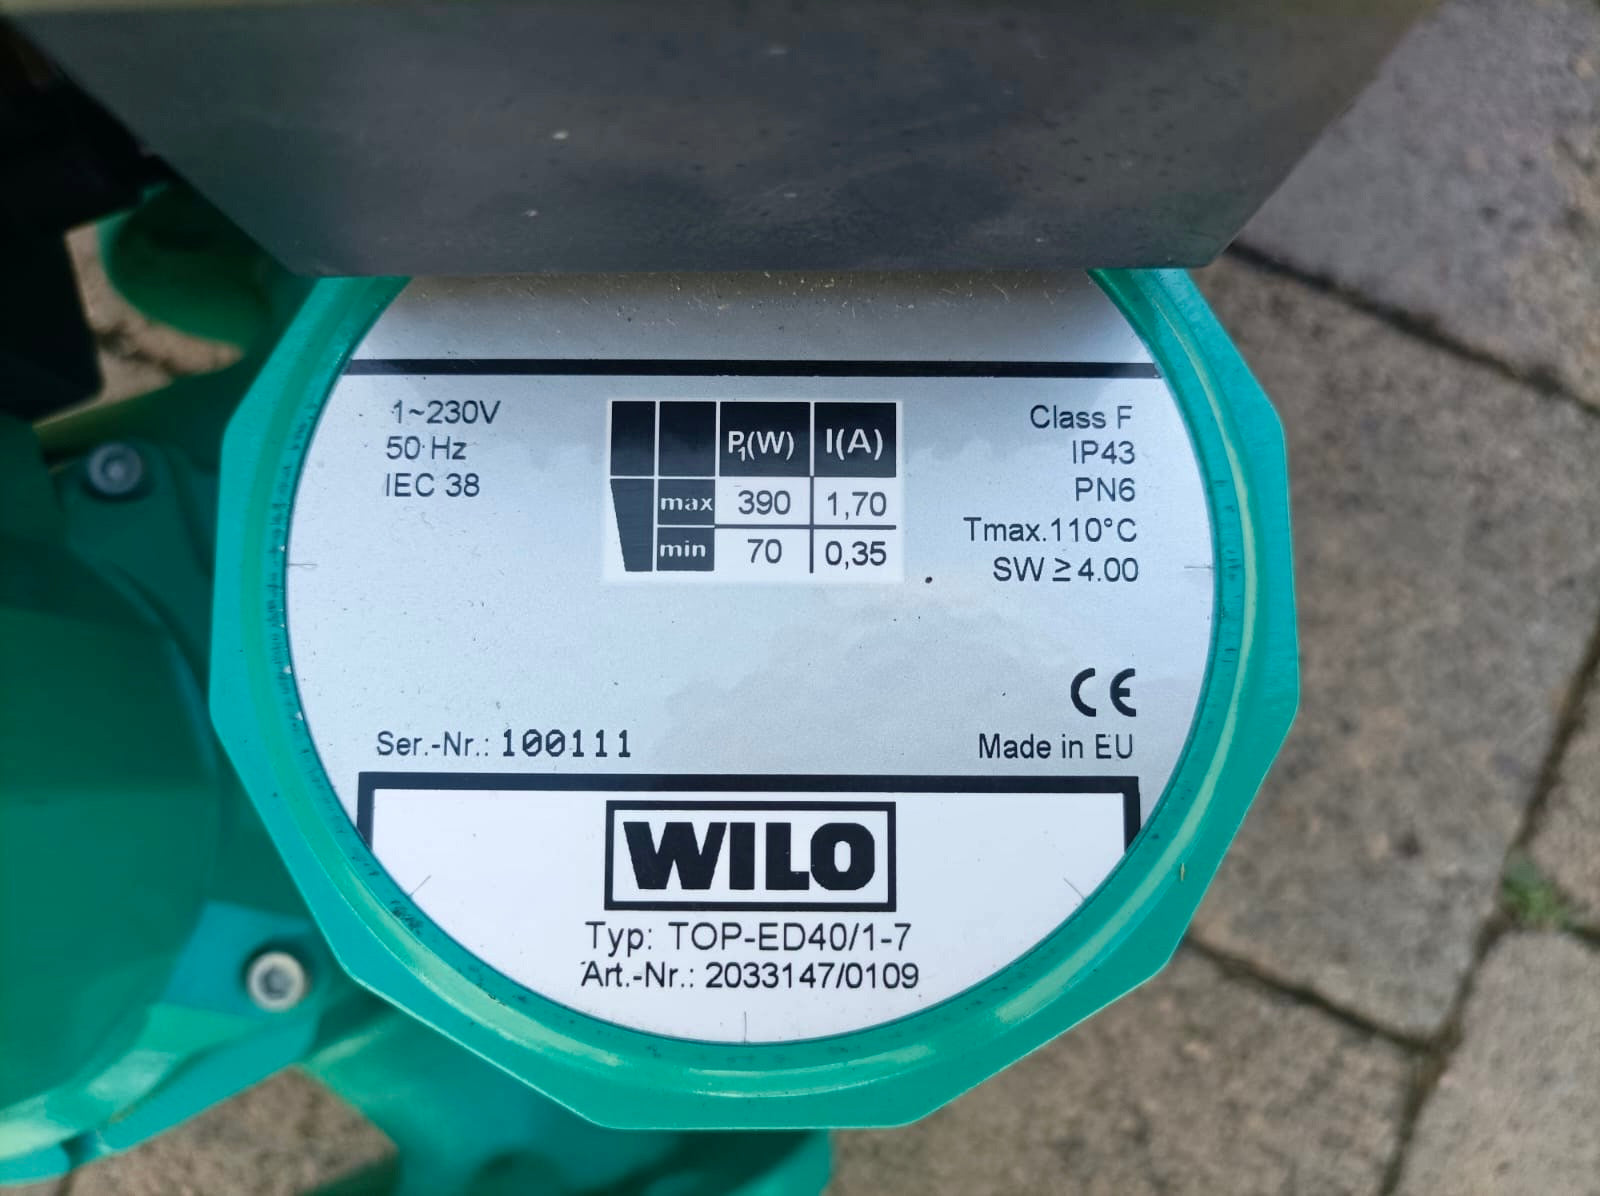 1~230V
50 Hz
IEC 38
P₁(W) I(A)
max 390 1,70
min 70 0,35
Class F
IP43
PN6
Tmax.110°C
SW ≥ 4.00
CE
Ser.-Nr.: 100111
Made in EU
WILO
Typ: TOP-ED40/1-7
Art.-Nr.: 2033147/0109